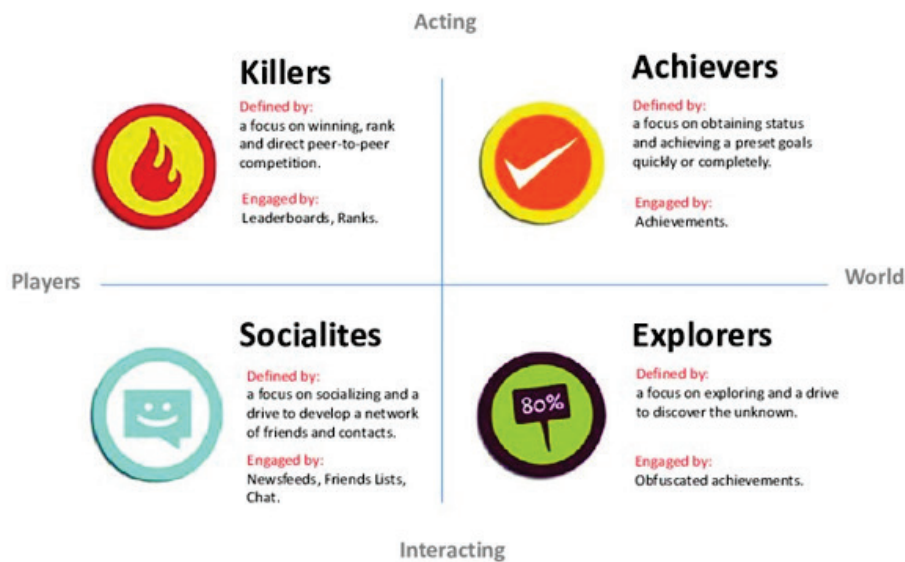 Acting
Killers
Defined by:
a focus on winning, rank
and direct peer-to-peer
competition.
Engaged by:
Leaderboards, Ranks.
Achievers
Defined by:
a focus on obtaining status
and achieving a preset goals
quickly or completely.
Engaged by:
Achievements.
Players
World
Socialites
Defined by:
a focus on socializing and a
drive to develop a network
of friends and contacts.
Engaged by:
Newsfeeds, Friends Lists,
Chat.
80%
Explorers
Defined by:
a focus on exploring and a drive
to discover the unknown.
Engaged by:
Obfuscated achievements.
Interacting